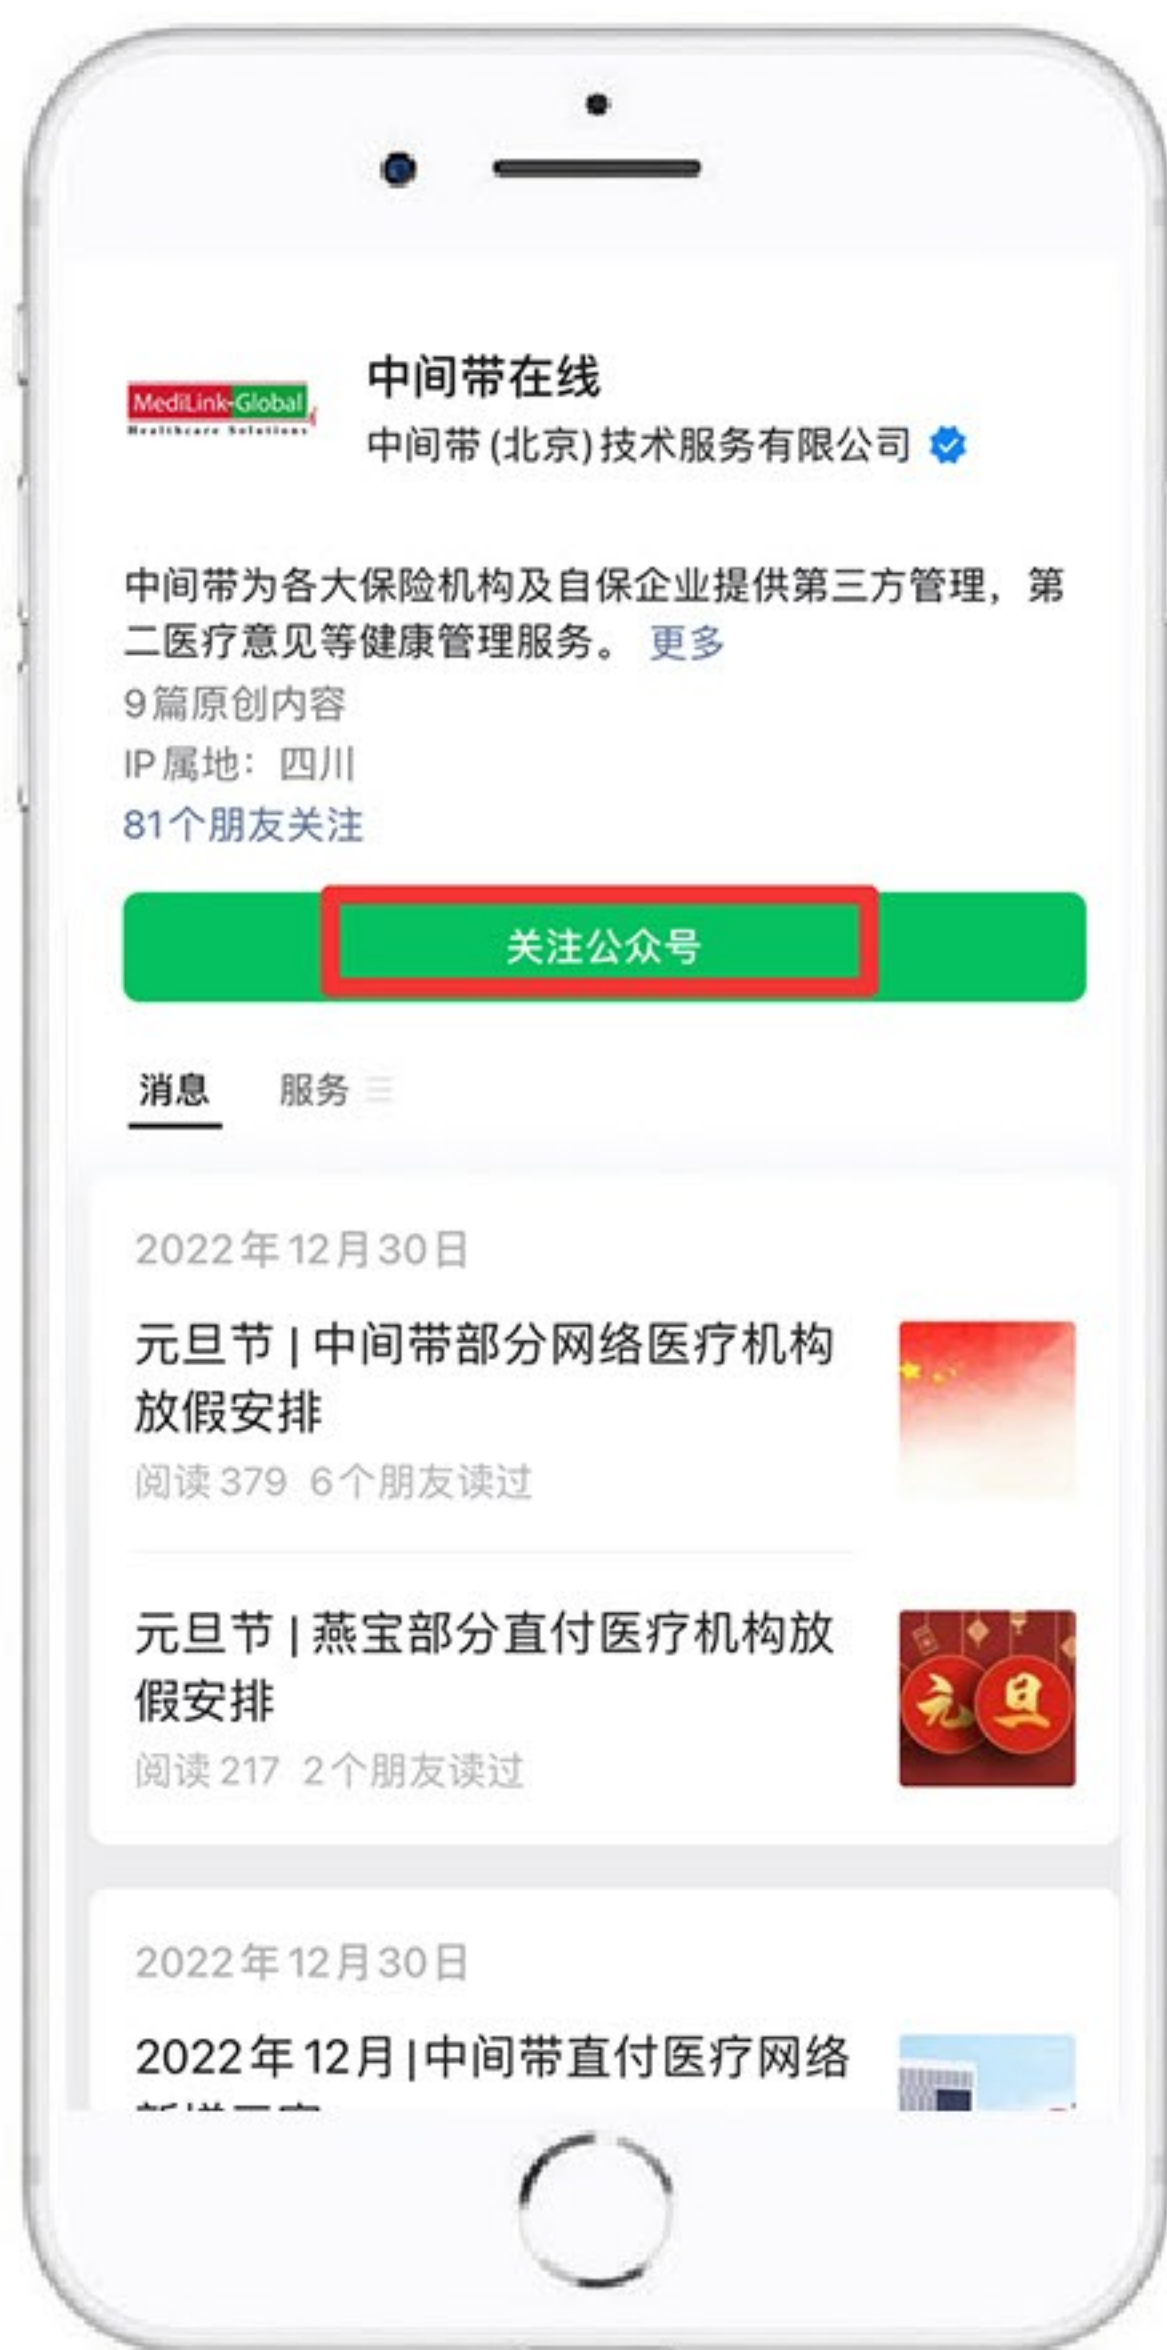 MediLink-Global
Healthcare Solutions
中间带在线
中间带(北京)技术服务有限公司
中间带为各大保险机构及自保企业提供第三方管理，第
二医疗意见等健康管理服务。 更多
9篇原创内容
IP属地：四川
81个朋友关注
关注公众号
消息 服务
2022年12月30日
元旦节 | 中间带部分网络医疗机构
放假安排
阅读 379 6个朋友读过
元旦节 | 燕宝部分直付医疗机构放
假安排
元旦
阅读 217 2个朋友读过
2022年12月30日
2022年12月|中间带直付医疗网络